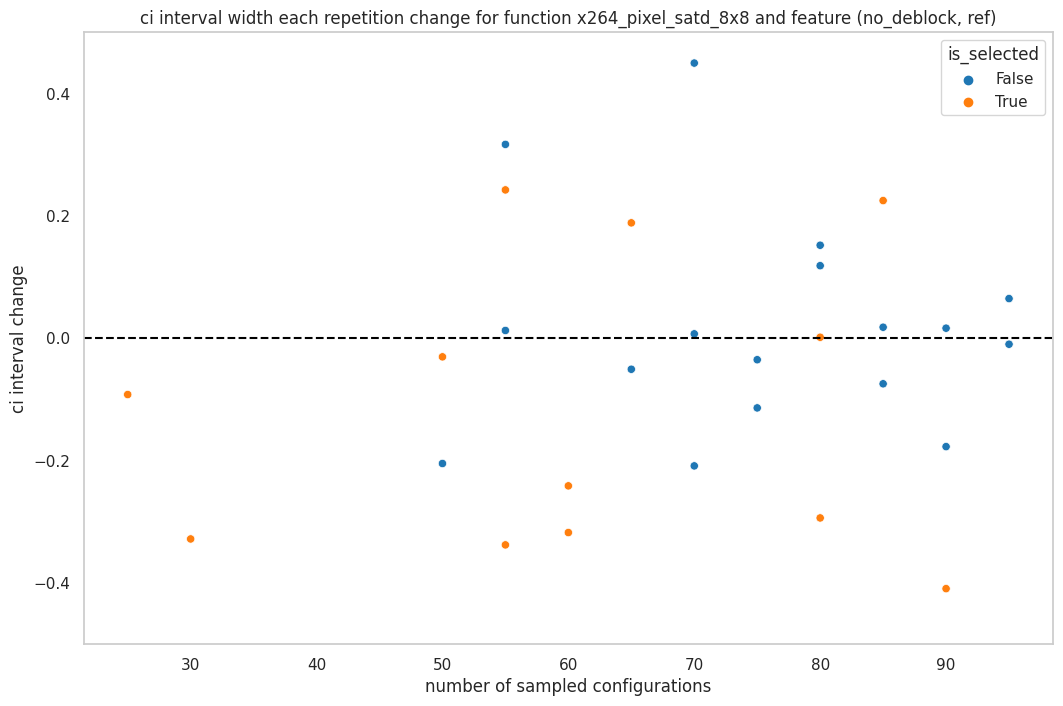 ci interval width each repetition change for function x264_pixel_satd_8x8 and feature (no_deblock, ref)
is_selected
False
True
ci interval change
0.4
0.2
0.0
−0.2
−0.4
30 40 50 60 70 80 90
number of sampled configurations